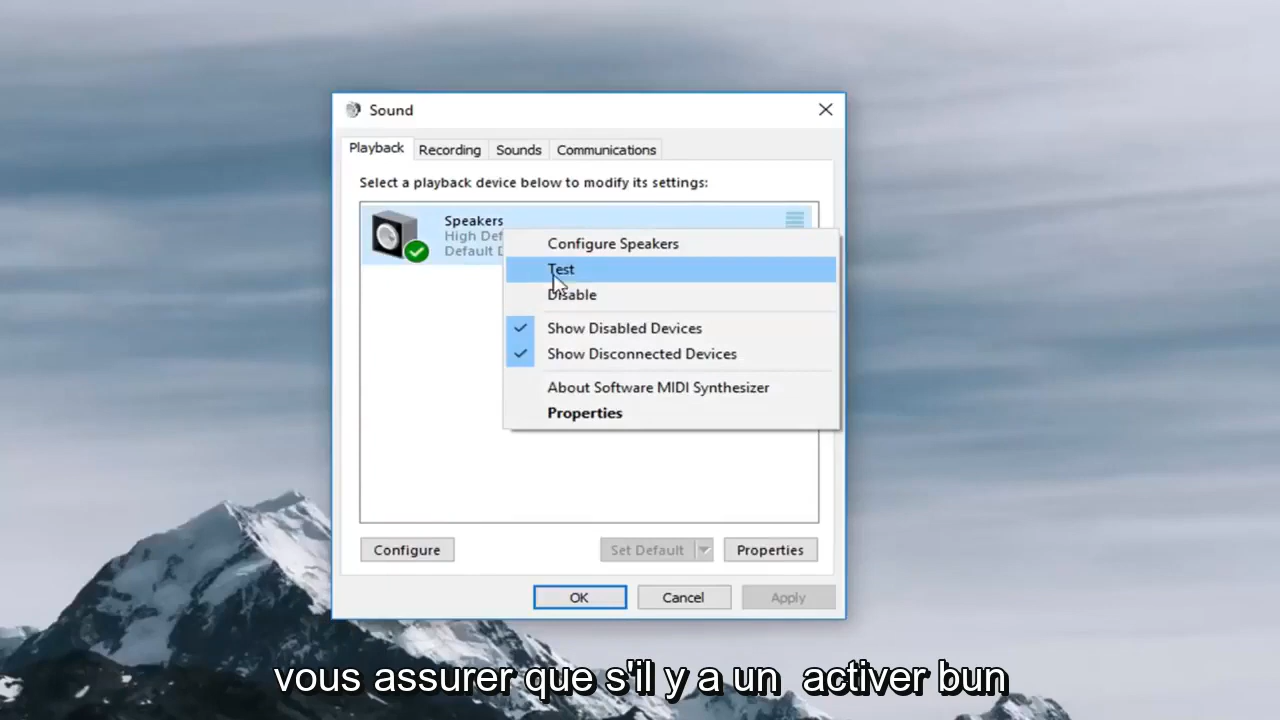 Sound
Playback
Recording
Sounds
Communications
Select a playback device below to modify its settings:
Speakers
High Def
Default D
Configure Speakers
Test
Disable
Show Disabled Devices
Show Disconnected Devices
About Software MIDI Synthesizer
Properties
Configure
Set Default
Properties
OK
Cancel
Apply
vous assurer que s'il y a un activer bun